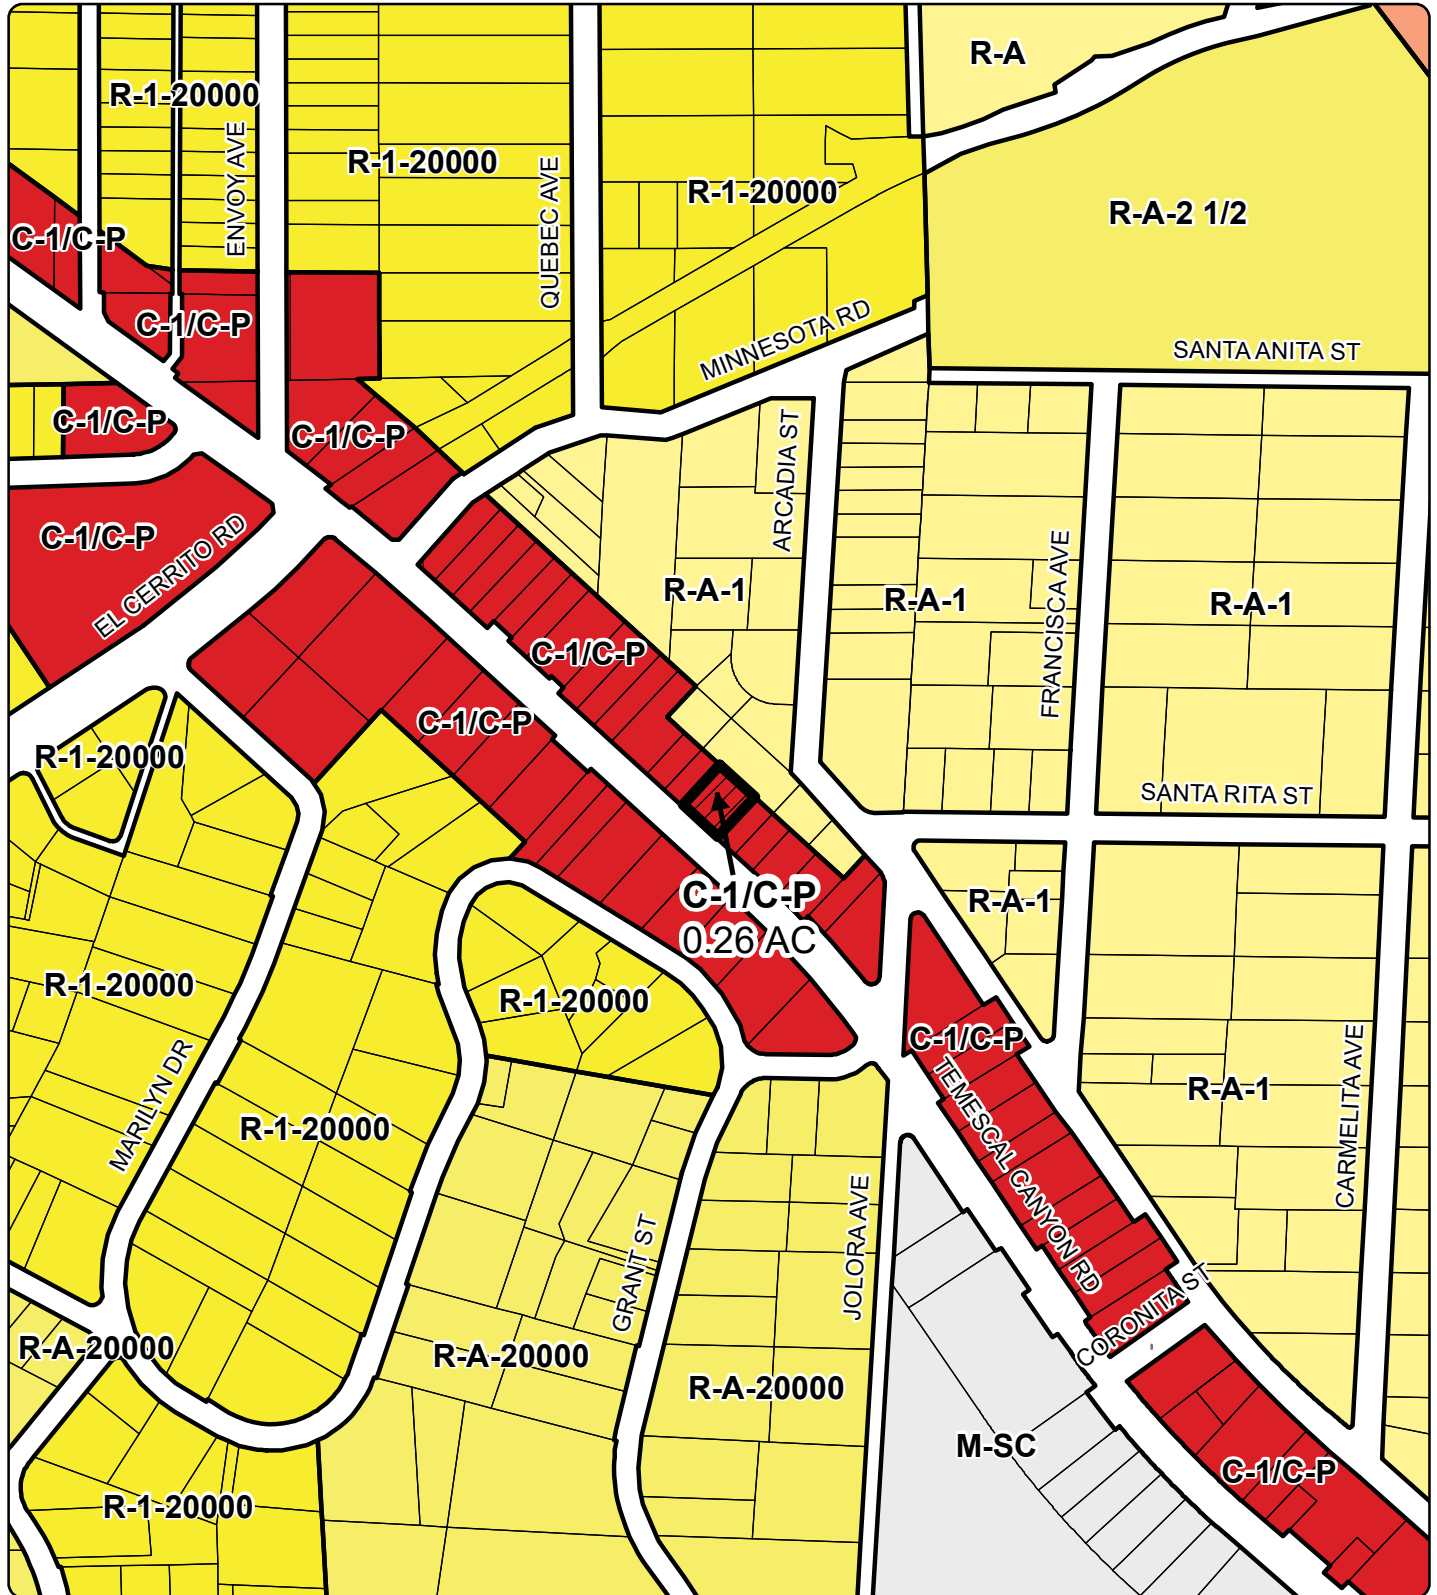 R-A
R-1-20000
ENVOY AVE
R-1-20000
QUEBEC AVE
R-1-20000
R-A-2 1/2
C-1/C-P
C-1/C-P
MINNESOTA RD
SANTA ANITA ST
C-1/C-P
C-1/C-P
ARCADIA ST
C-1/C-P
EL CERRITO RD
R-A-1
R-A-1
FRANCISCA AVE
R-A-1
C-1/C-P
C-1/C-P
R-1-20000
SANTA RITA ST
C-1/C-P
0.26 AC
R-A-1
R-1-20000
R-1-20000
C-1/C-P
TEMESCAL CANYON RD
R-A-1
CARMELITA AVE
MARILYN DR
R-1-20000
GRANT ST
JOLORA AVE
CORONITA ST
R-A-20000
R-A-20000
R-A-20000
M-SC
C-1/C-P
R-1-20000